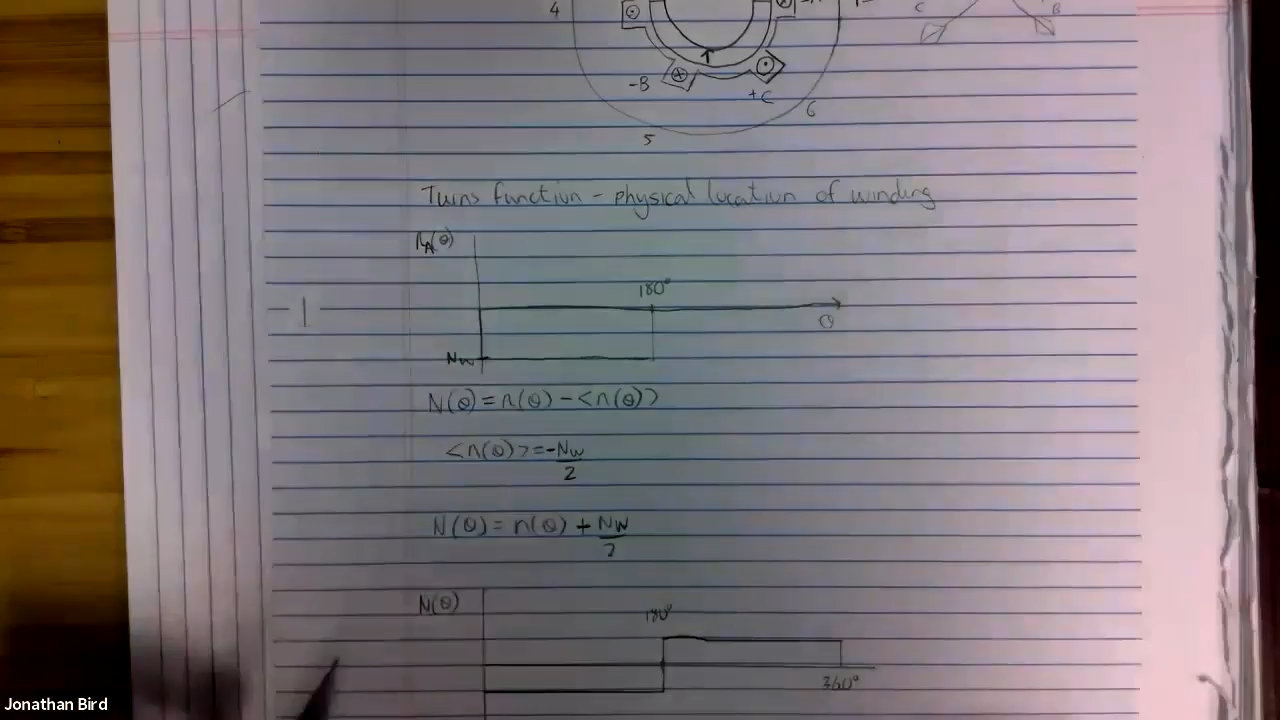 4
C
B
-B
+C
6
5
Turns function - physical location of winding
n_A(θ)
180°
θ
N_w
N(θ) = n(θ) - <n(θ)>
<n(θ)> = -N_w/2
N(θ) = n(θ) + N_w/2
N(θ)
180°
360°
Jonathan Bird